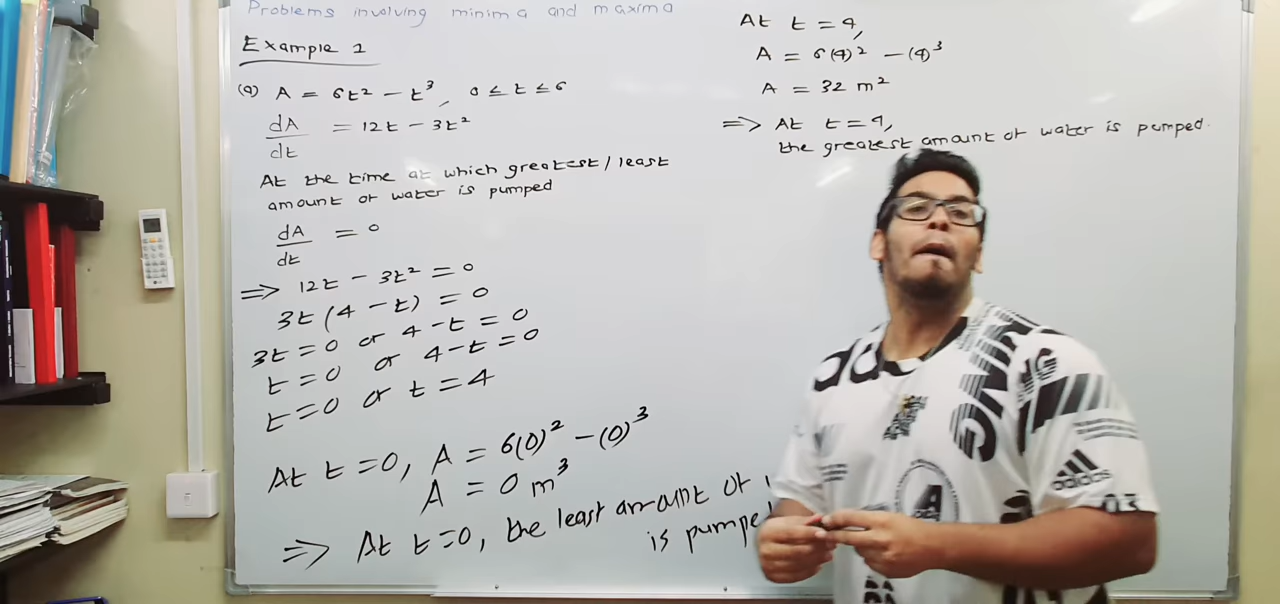 Problems involving minima and maxima
Example 1
(a) A = 6t² - t³, 0 ≤ t ≤ 6
dA/dt = 12t - 3t²
At the time at which greatest/least
amount of water is pumped
dA/dt = 0
⟹ 12t - 3t² = 0
3t(4 - t) = 0
3t = 0 or 4-t = 0
t = 0 or 4-t = 0
t = 0 or t = 4
At t = 0, A = 6(0)² - (0)³
A = 0 m³
⟹ At t = 0, the least amount of
is pumpe
At t = 4,
A = 6(4)² - (4)³
A = 32 m²
⟹ At t = 4,
the greatest amount of water is pumped.
NING
adidas
03